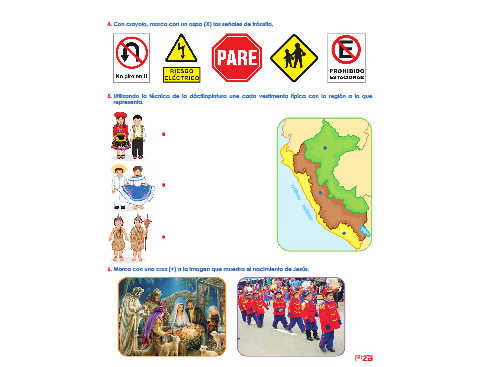 4. Con crayola, marca con un aspa (X) las señales de tránsito.
No gire en U
RIESGO
ELÉCTRICO
PARE
E
PROHIBIDO
ESTACIONAR
5. Utilizando la técnica de la dáctilopintura une cada vestimenta típica con la región a la que
representa.
6. Marca con una cruz (+) a la imagen que muestra el nacimiento de Jesús.